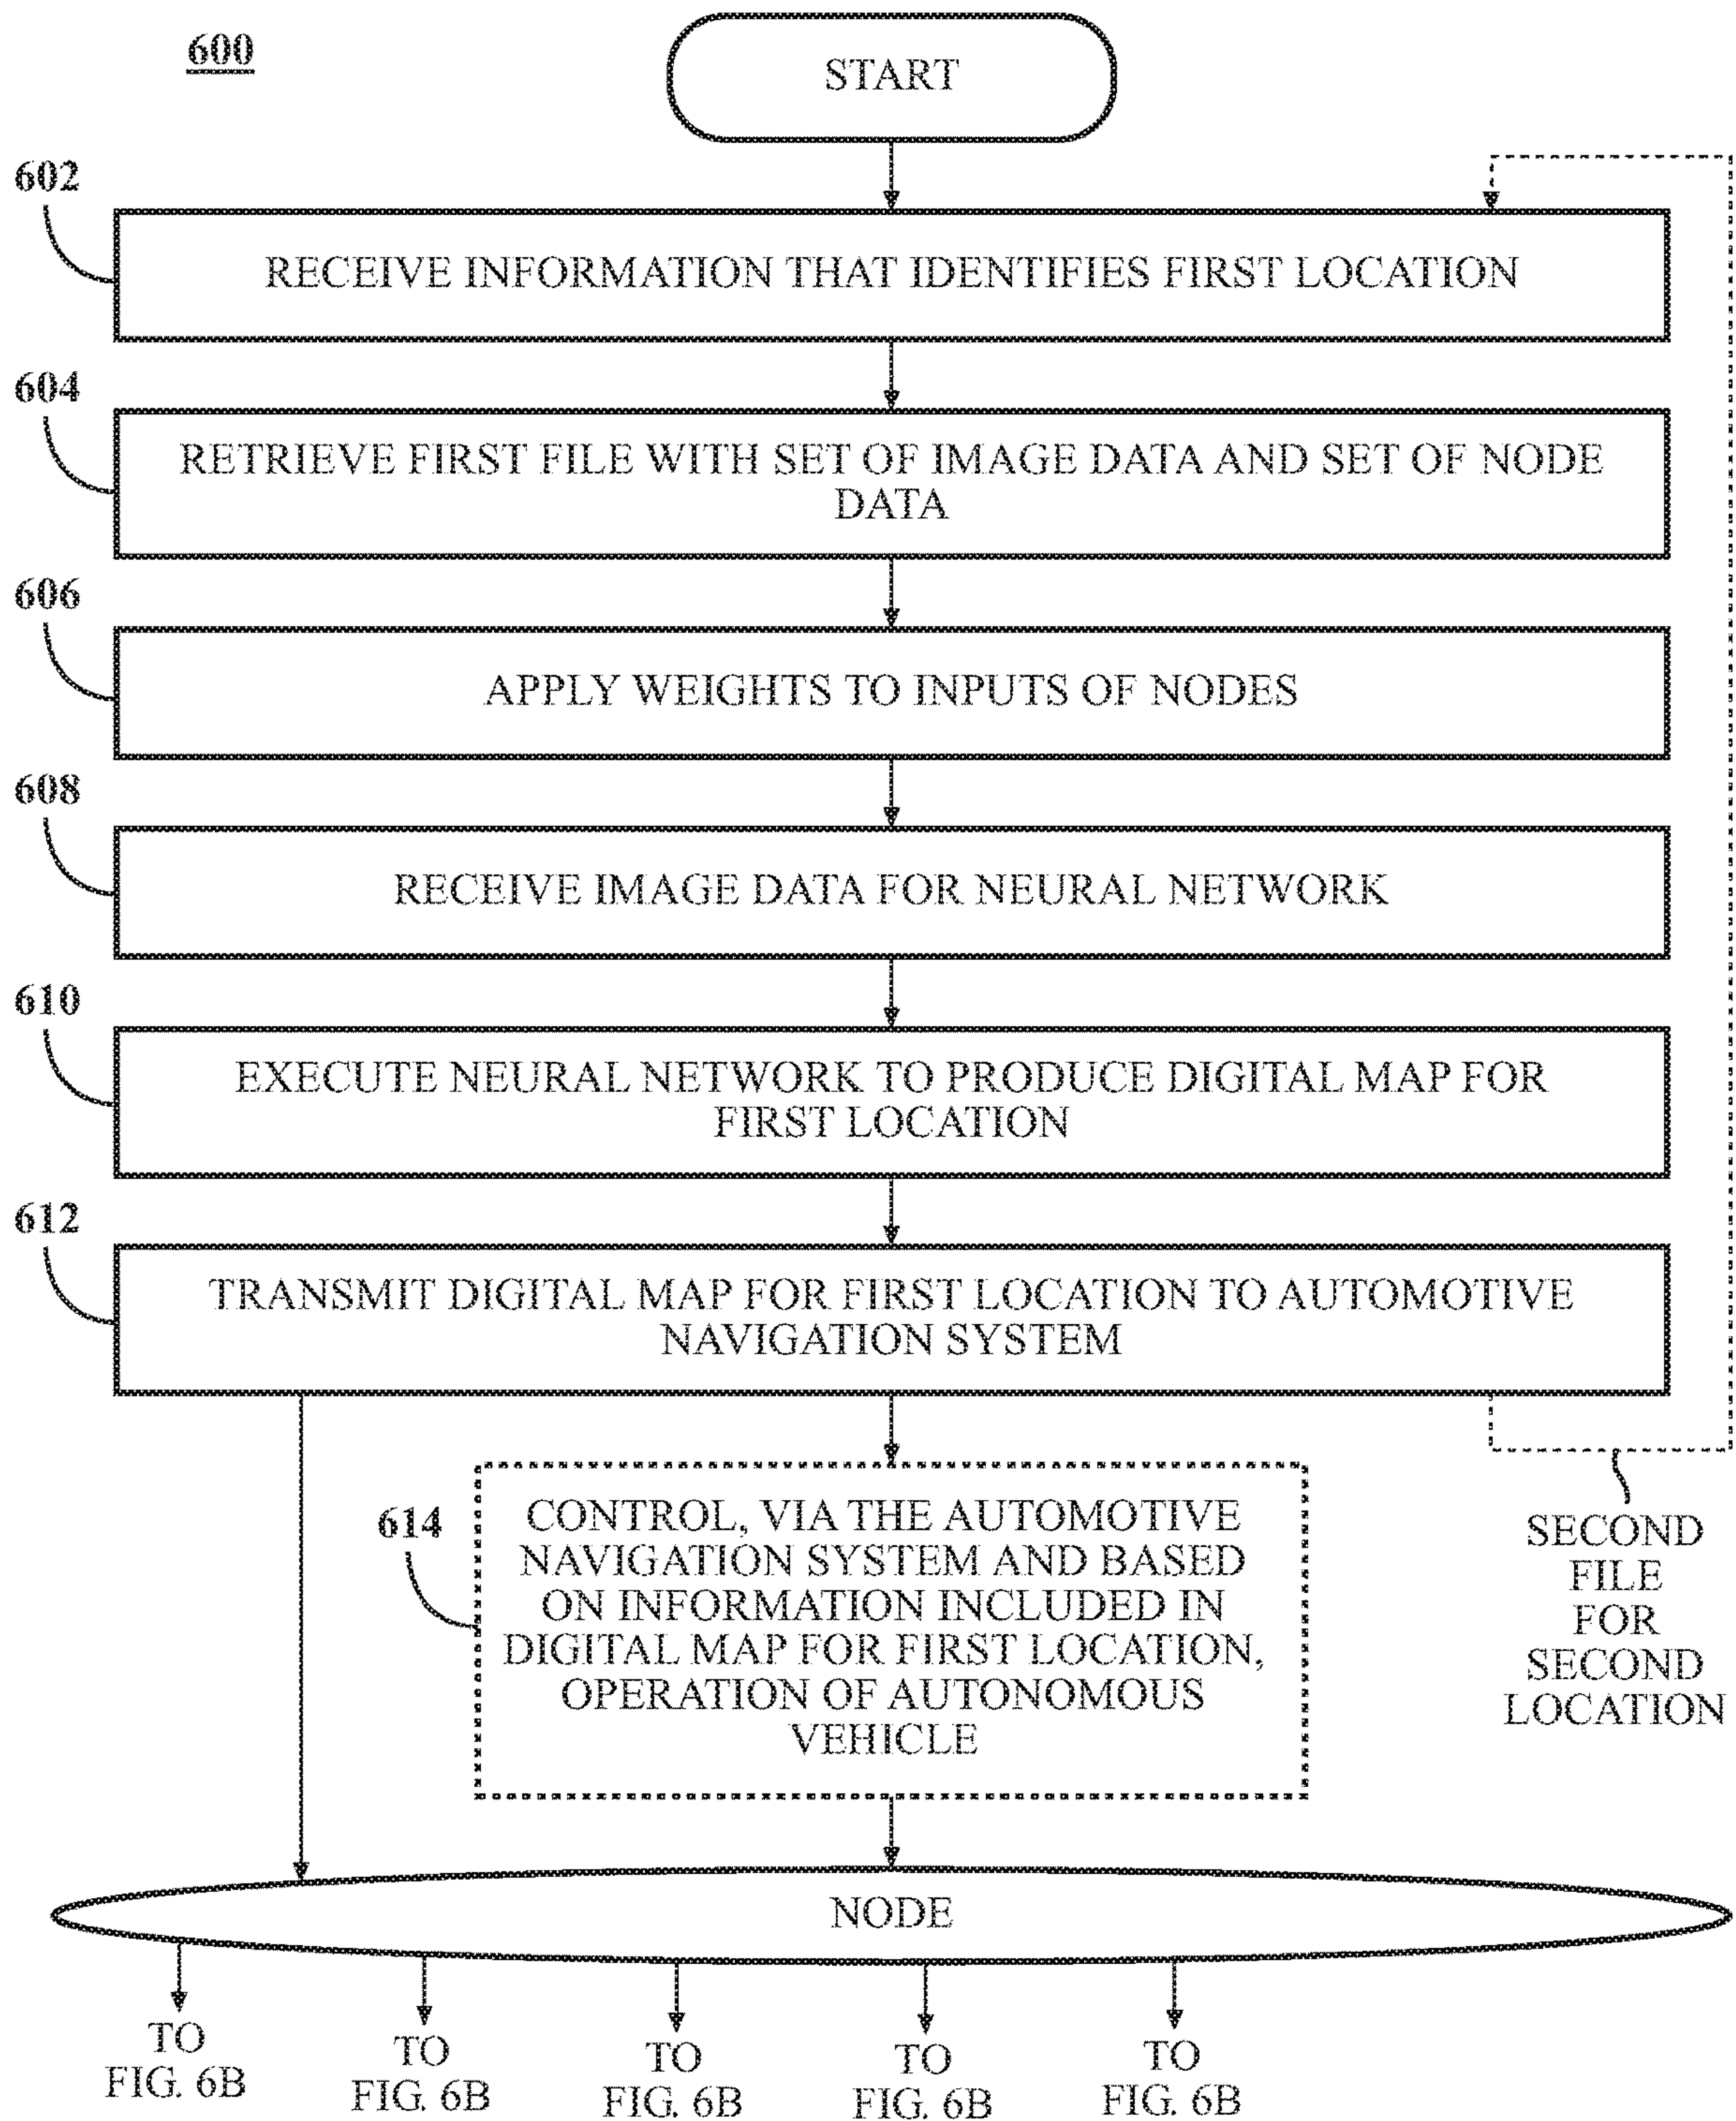 600
START
602
RECEIVE INFORMATION THAT IDENTIFIES FIRST LOCATION
604
RETRIEVE FIRST FILE WITH SET OF IMAGE DATA AND SET OF NODE
DATA
606
APPLY WEIGHTS TO INPUTS OF NODES
608
RECEIVE IMAGE DATA FOR NEURAL NETWORK
610
EXECUTE NEURAL NETWORK TO PRODUCE DIGITAL MAP FOR
FIRST LOCATION
612
TRANSMIT DIGITAL MAP FOR FIRST LOCATION TO AUTOMOTIVE
NAVIGATION SYSTEM
614
CONTROL, VIA THE AUTOMOTIVE
NAVIGATION SYSTEM AND BASED
ON INFORMATION INCLUDED IN
DIGITAL MAP FOR FIRST LOCATION,
OPERATION OF AUTONOMOUS
VEHICLE
SECOND
FILE
FOR
SECOND
LOCATION
NODE
TO
FIG. 6B
TO
FIG. 6B
TO
FIG. 6B
TO
FIG. 6B
TO
FIG. 6B